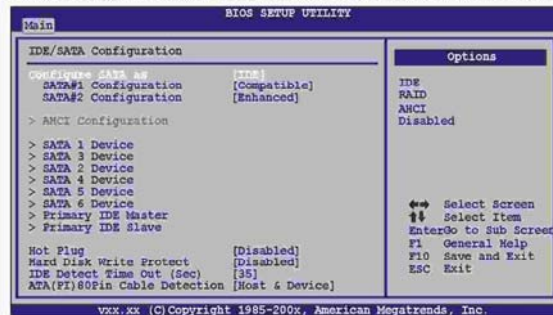 BIOS SETUP UTILITY
Main
IDE/SATA Configuration
Configure SATA as [IDE]
SATA#1 Configuration [Compatible]
SATA#2 Configuration [Enhanced]
> AHCI Configuration
> SATA 1 Device
> SATA 3 Device
> SATA 2 Device
> SATA 4 Device
> SATA 5 Device
> SATA 6 Device
> Primary IDE Master
> Primary IDE Slave
Hot Plug [Disabled]
Hard Disk Write Protect [Disabled]
IDE Detect Time Out (Sec) [35]
ATA(PI)80Pin Cable Detection [Host & Device]
Options
IDE
RAID
AHCI
Disabled
Select Screen
Select Item
EnterGo to Sub Screen
F1 General Help
F10 Save and Exit
ESC Exit
vxx.xx (C)Copyright 1985-200x, American Megatrends, Inc.